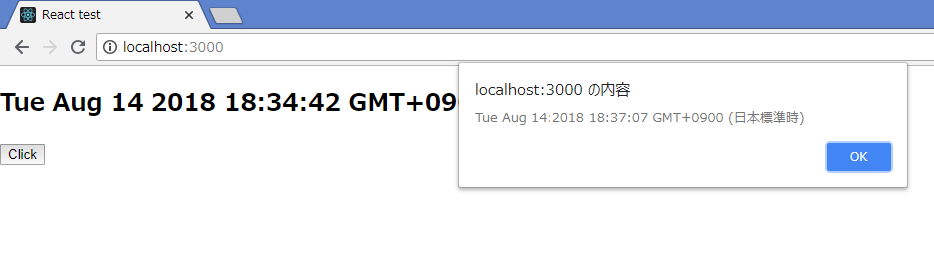 React test
localhost:3000
localhost:3000 の内容
Tue Aug 14 2018 18:37:07 GMT+0900 (日本標準時)
OK
Tue Aug 14 2018 18:34:42 GMT+090
Click